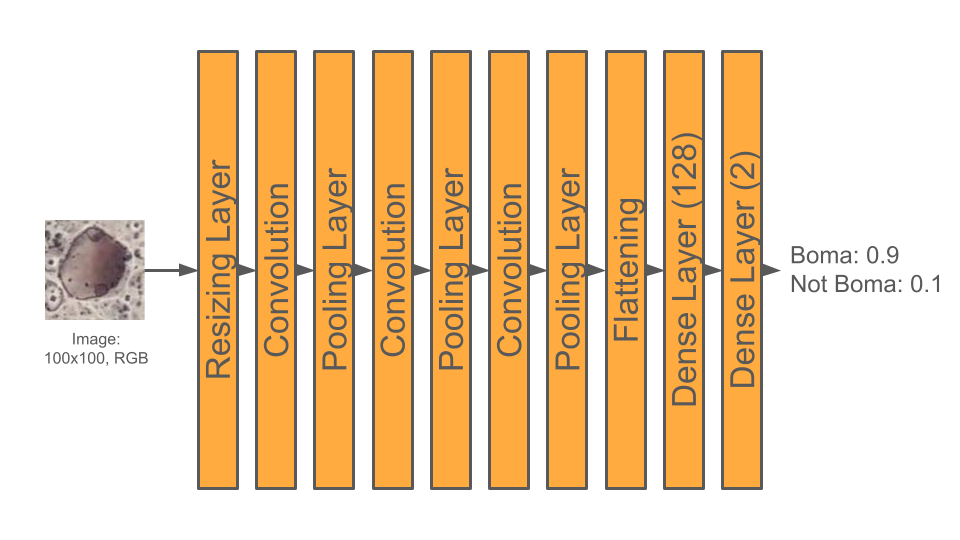 Image:
100x100, RGB
Resizing Layer
Convolution
Pooling Layer
Convolution
Pooling Layer
Convolution
Pooling Layer
Flattening
Dense Layer (128)
Dense Layer (2)
Boma: 0.9
Not Boma: 0.1